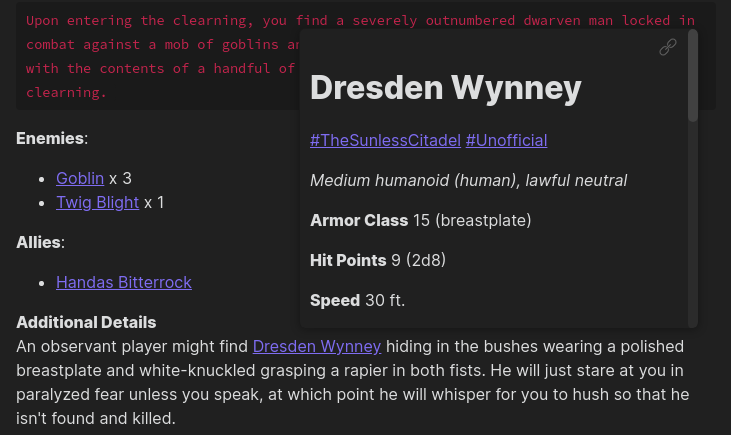 Upon entering the clearning, you find a severely outnumbered dwarven man locked in
combat against a mob of goblins
with the contents of a handful of
clearning.
Dresden Wynney
#TheSunlessCitadel #Unofficial
Medium humanoid (human), lawful neutral
Armor Class 15 (breastplate)
Hit Points 9 (2d8)
Speed 30 ft.
Enemies:
Goblin x 3
Twig Blight x 1
Allies:
Handas Bitterrock
Additional Details
An observant player might find Dresden Wynney hiding in the bushes wearing a polished
breastplate and white-knuckled grasping a rapier in both fists. He will just stare at you in
paralyzed fear unless you speak, at which point he will whisper for you to hush so that he
isn't found and killed.